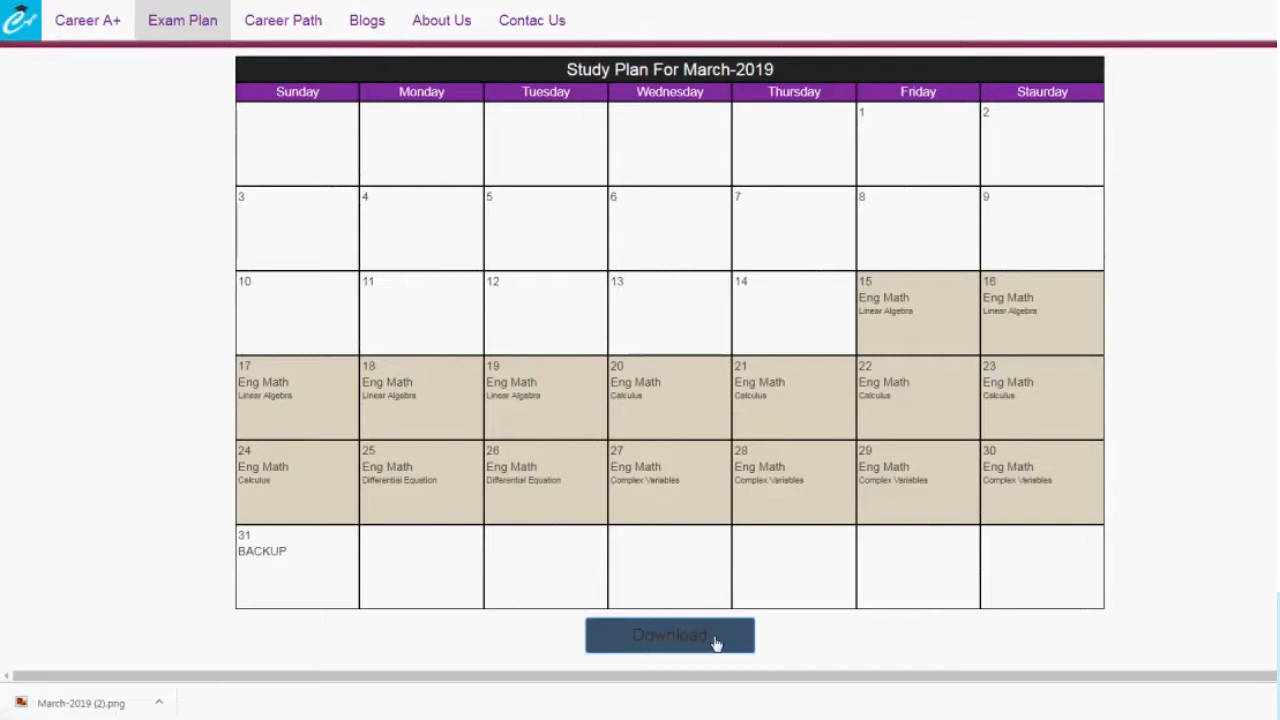 Career A+ Exam Plan Career Path Blogs About Us Contac Us
Study Plan For March-2019
Sunday Monday Tuesday Wednesday Thursday Friday Staurday
1 2
3 4 5 6 7 8 9
10 11 12 13 14 15 16
Eng Math Eng Math
Linear Algebra Linear Algebra
17 18 19 20 21 22 23
Eng Math Eng Math Eng Math Eng Math Eng Math Eng Math Eng Math
Linear Algebra Linear Algebra Linear Algebra Calculus Calculus Calculus Calculus
24 25 26 27 28 29 30
Eng Math Eng Math Eng Math Eng Math Eng Math Eng Math Eng Math
Calculus Differential Equation Differential Equation Complex Variables Complex Variables Complex Variables Complex Variables
31
BACKUP
Download
March-2019 (2).png